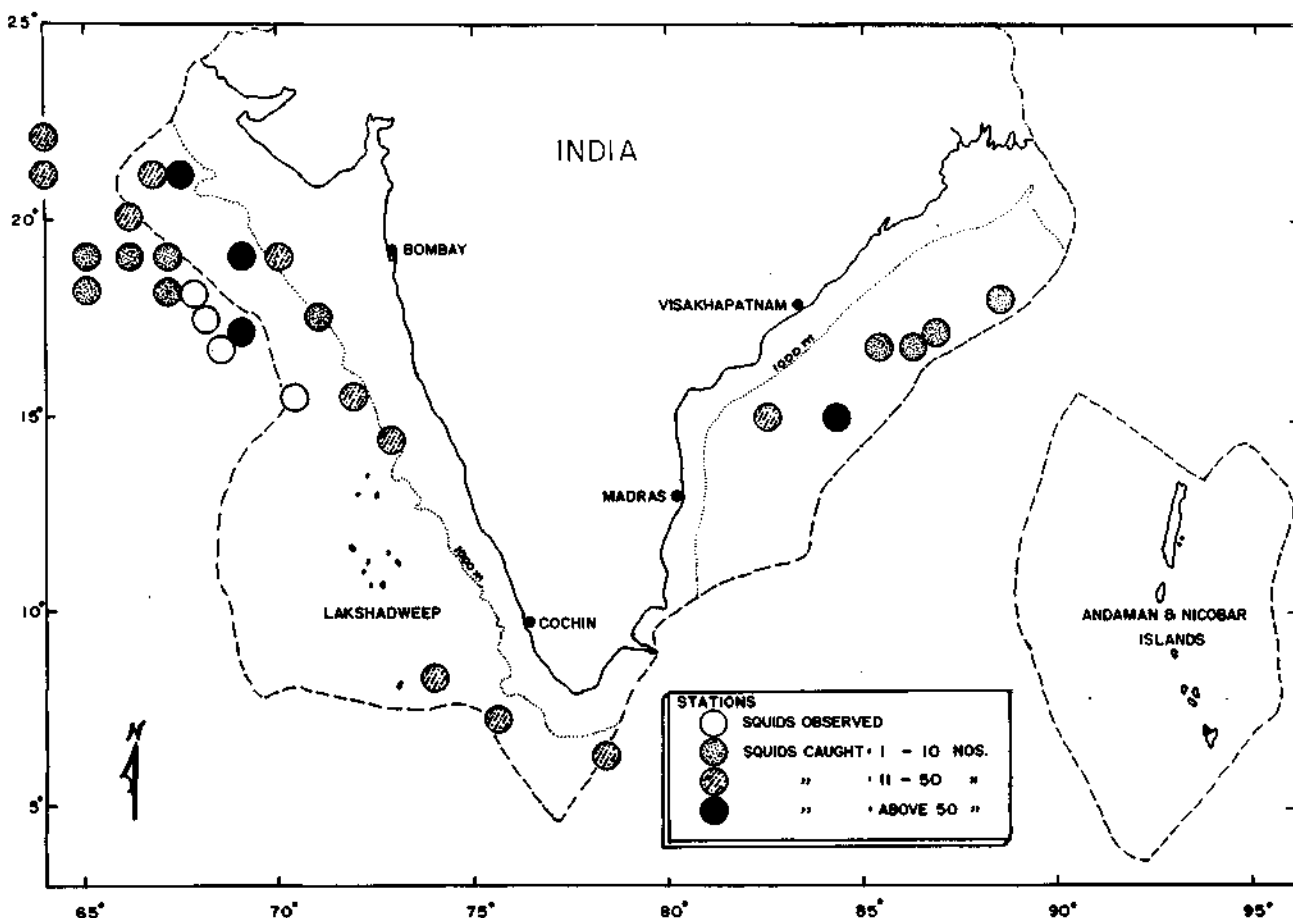 25°
20°
15°
10°
5°
INDIA
BOMBAY
VISAKHAPATNAM
1000 m
MADRAS
1000 m
LAKSHADWEEP
COCHIN
ANDAMAN & NICOBAR
ISLANDS
N
STATIONS
SQUIDS OBSERVED
SQUIDS CAUGHT 1 - 10 NOS.
" 11 - 50 "
" ABOVE 50 "
65° 70° 75° 80° 85° 90° 95°